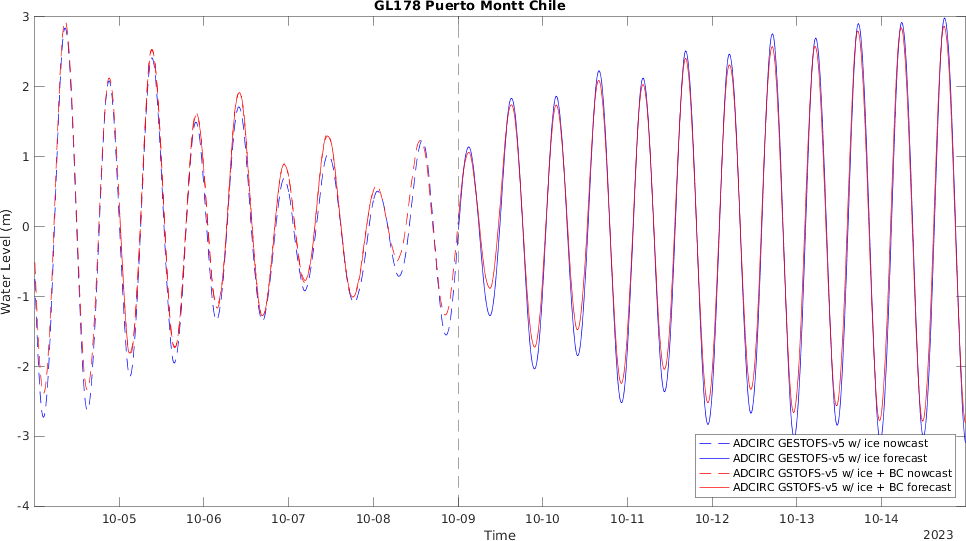 GL178 Puerto Montt Chile
3
2
1
0
-1
-2
-3
-4
Water Level (m)
ADCIRC GESTOFS-v5 w/ ice nowcast
ADCIRC GESTOFS-v5 w/ ice forecast
ADCIRC GSTOFS-v5 w/ ice + BC nowcast
ADCIRC GSTOFS-v5 w/ ice + BC forecast
10-05 10-06 10-07 10-08 10-09 10-10 10-11 10-12 10-13 10-14
Time
2023